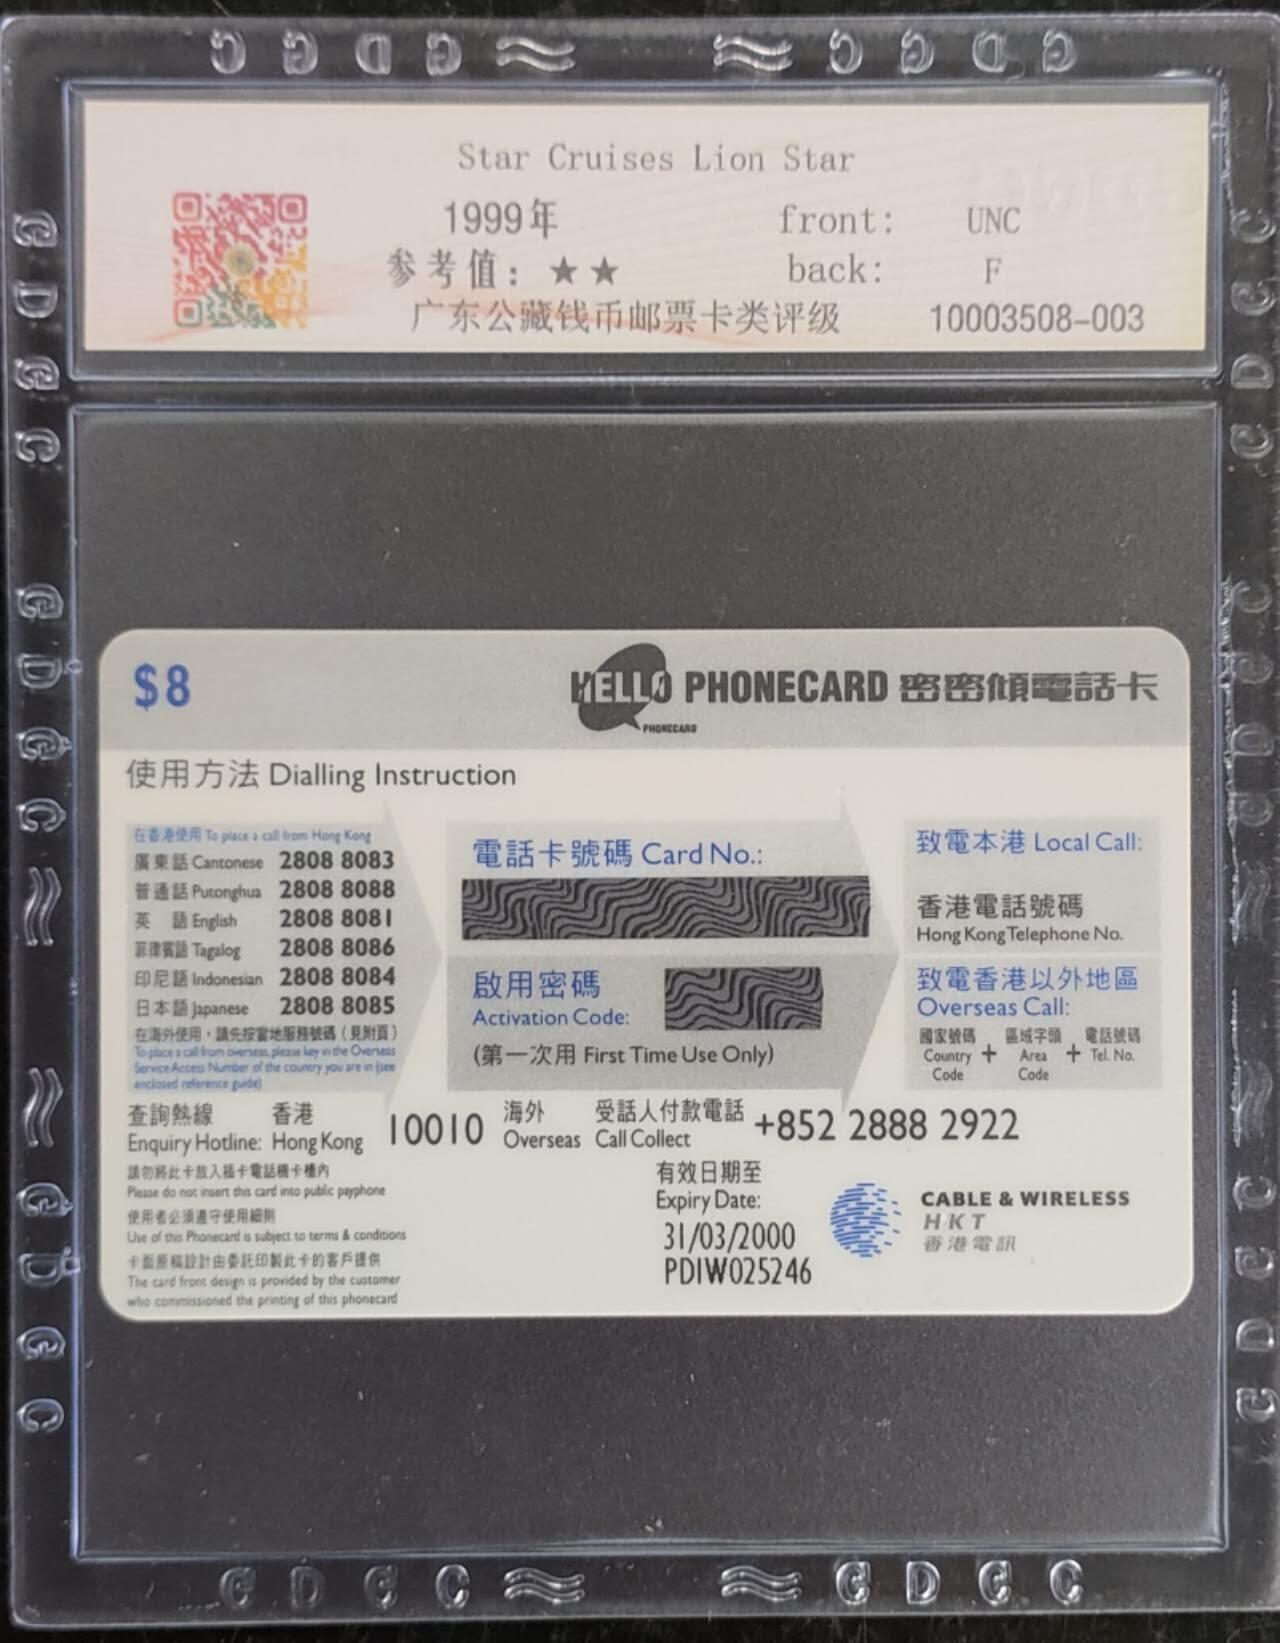 G D G C
G D G C
Star Cruises Lion Star
1999年 front: UNC
参考值：★★ back: F
广东公藏钱币邮票卡类评级 10003508-003
$8
HELLO PHONECARD 密密傾電話卡
PHONECARD
使用方法 Dialling Instruction
在香港使用 To place a call from Hong Kong
廣東話 Cantonese 2808 8083
普通話 Putonghua 2808 8088
英 語 English 2808 8081
菲律賓語 Tagalog 2808 8086
印尼語 Indonesian 2808 8084
日本語 Japanese 2808 8085
在海外使用，請先按當地服務號碼（見附頁）
To place a call from overseas, please key in the Overseas
Service Access Number of the country you are in (see
enclosed reference guide)
電話卡號碼 Card No.:
啟用密碼
Activation Code:
(第一次用 First Time Use Only)
致電本港 Local Call:
香港電話號碼
Hong Kong Telephone No.
致電香港以外地區
Overseas Call:
國家號碼 區域字頭 電話號碼
Country + Area + Tel. No.
Code Code
查詢熱線 香港 海外 受話人付款電話
Enquiry Hotline: Hong Kong 10010 Overseas Call Collect +852 2888 2922
請勿將此卡放入插卡電話機卡槽內
Please do not insert this card into public payphone
使用者必須遵守使用細則
Use of this Phonecard is subject to terms & conditions
卡面原稿設計由委託印製此卡的客戶提供
The card front design is provided by the customer
who commissioned the printing of this phonecard
有效日期至
Expiry Date:
31/03/2000
PDIW025246
CABLE & WIRELESS
HKT
香港電訊
G D G C
G D G C